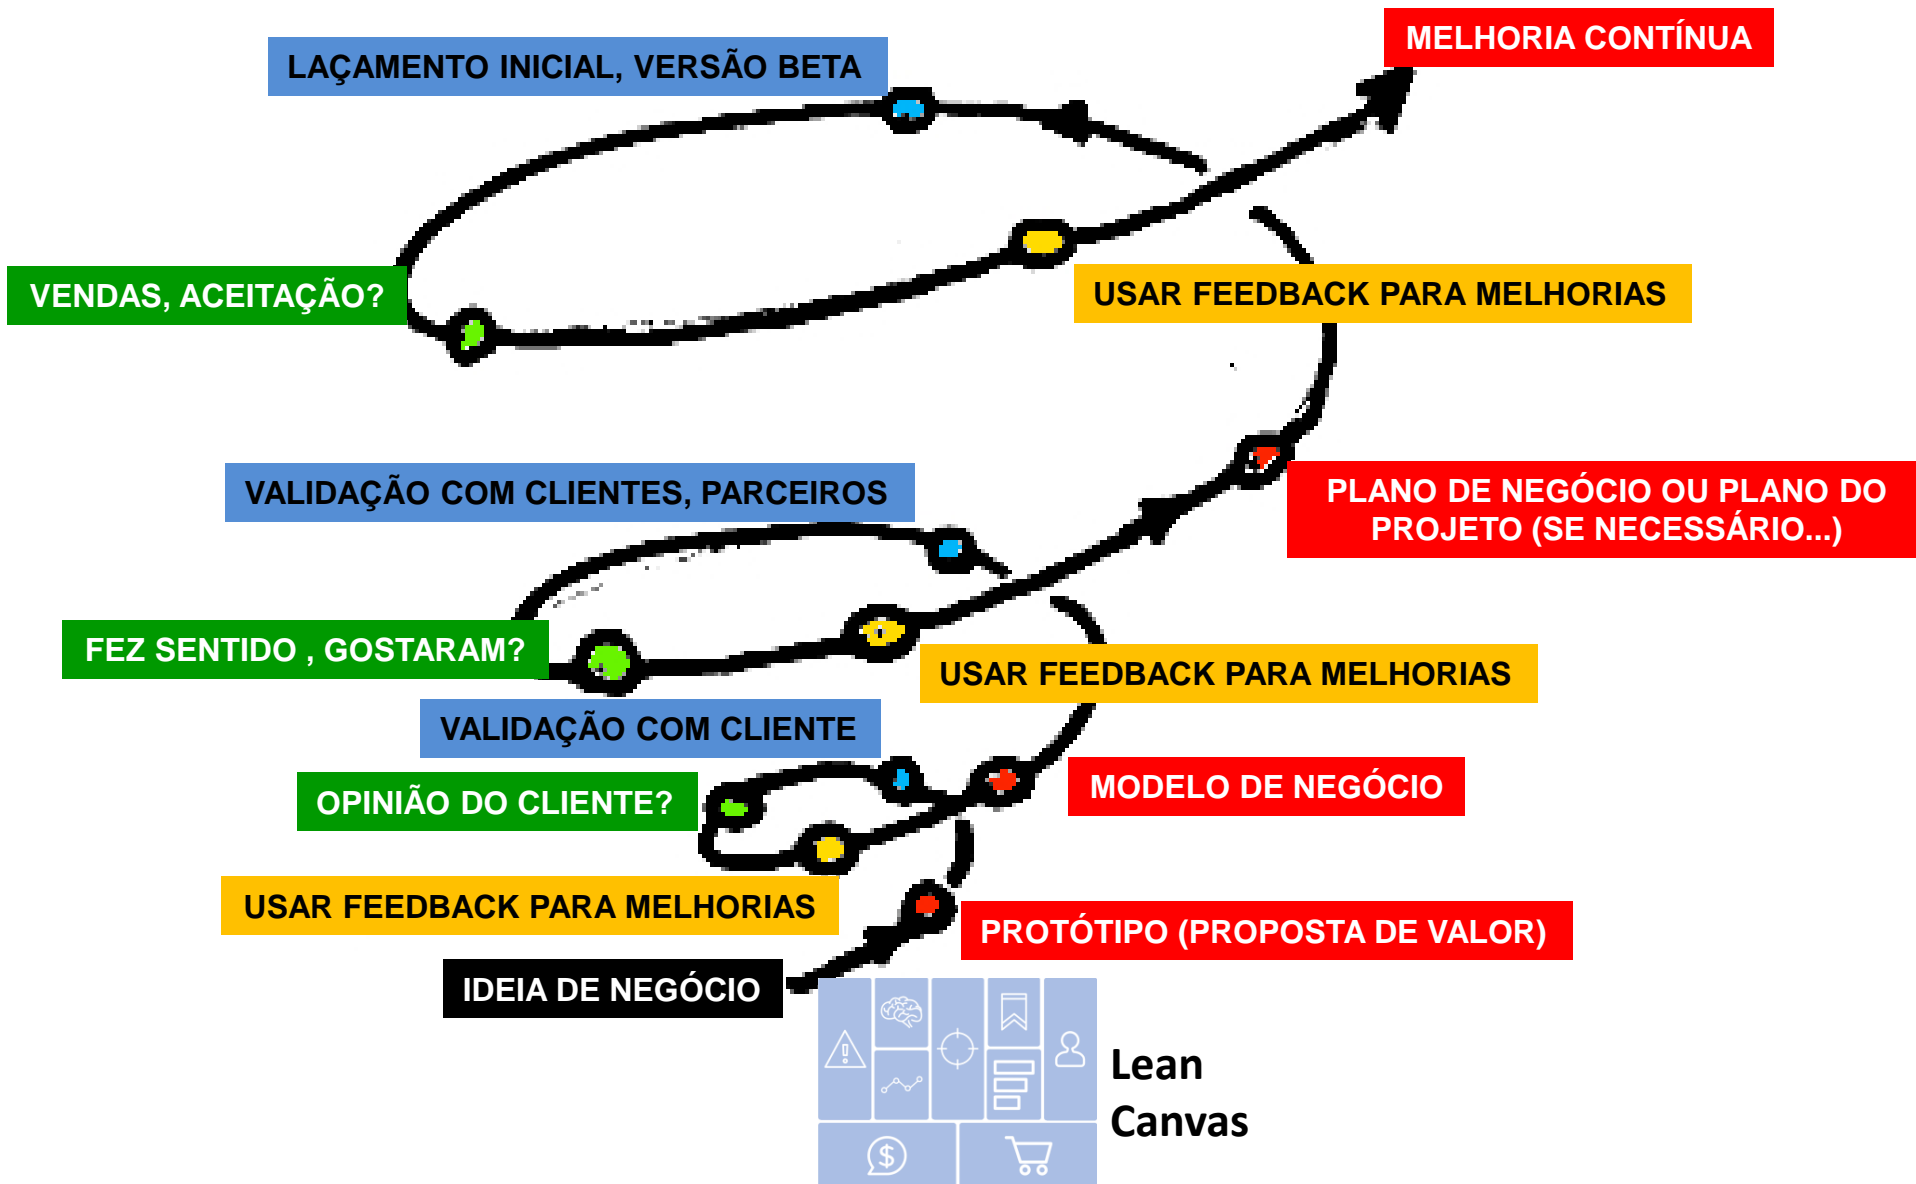 MELHORIA CONTÍNUA
LAÇAMENTO INICIAL, VERSÃO BETA
VENDAS, ACEITAÇÃO?
USAR FEEDBACK PARA MELHORIAS
VALIDAÇÃO COM CLIENTES, PARCEIROS
PLANO DE NEGÓCIO OU PLANO DO
PROJETO (SE NECESSÁRIO...)
FEZ SENTIDO , GOSTARAM?
USAR FEEDBACK PARA MELHORIAS
VALIDAÇÃO COM CLIENTE
MODELO DE NEGÓCIO
OPINIÃO DO CLIENTE?
USAR FEEDBACK PARA MELHORIAS
PROTÓTIPO (PROPOSTA DE VALOR)
IDEIA DE NEGÓCIO
Lean
Canvas
$